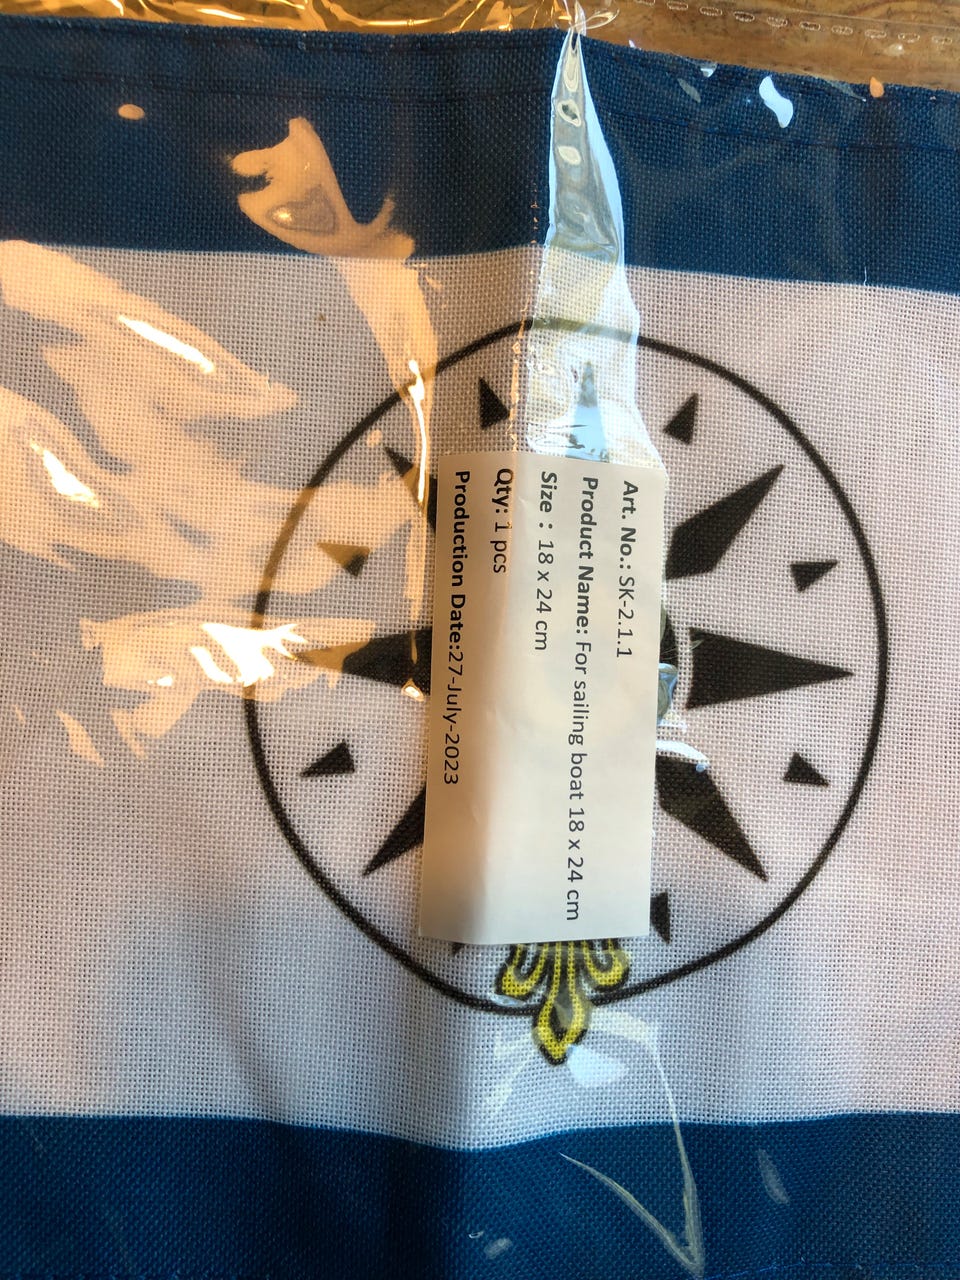 Art. No.: SK-2.1.1
Product Name: For sailing boat 18 x 24 cm
Size : 18 x 24 cm
Qty: 1 pcs
Production Date:27-July-2023